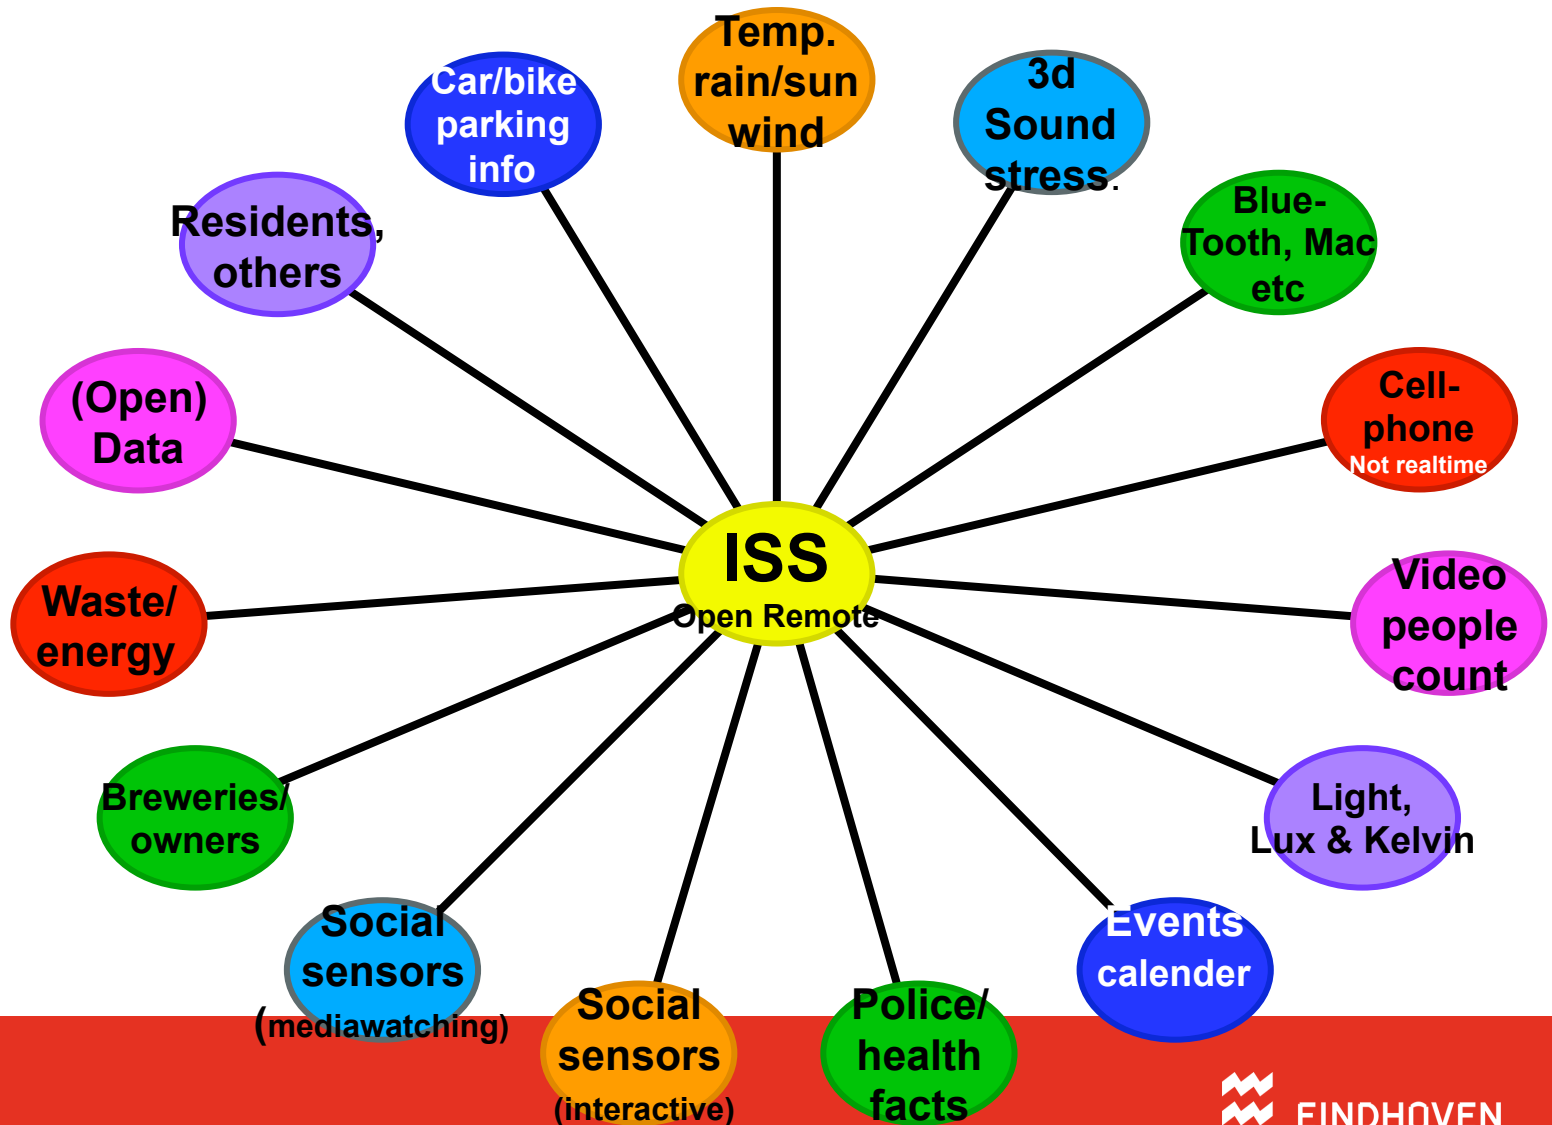 Temp.
rain/sun
wind
Car/bike
parking
info
3d
Sound
stress.
Residents,
others
Blue-
Tooth, Mac
etc
(Open)
Data
Cell-
phone
Not realtime
ISS
Open Remote
Waste/
energy
Video
people
count
Breweries/
owners
Light,
Lux & Kelvin
Social
sensors
(mediawatching)
Events
calender
Social
sensors
(interactive)
Police/
health
facts
EINDHOVEN